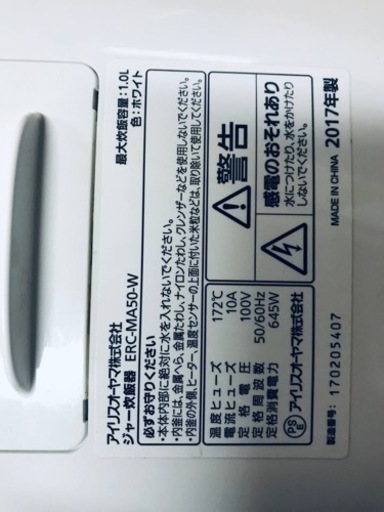 アイリスオーヤマ株式会社
ジャー炊飯器 ERC-MA50-W
最大炊飯容量：1.0L
色：ホワイト
必ずお守りください
・本体内部に絶対に水を入れないでください。
・内釜には、金属へら、金属たわし、ナイロンたわし、クレンザーなどを使用しないでください。
・内釜の外側、ヒーター、温度センサーの上面に付いた米粒などは、取り除いて使用してください。
温度ヒューズ 172℃
電流ヒューズ 10A
定格電圧 100V
定格周波数 50/60Hz
定格消費電力 645W
PS
E
アイリスオーヤマ株式会社
製造番号：170205407
警告
感電のおそれあり
水につけたり、水をかけたり
しないでください。
MADE IN CHINA 2017年製